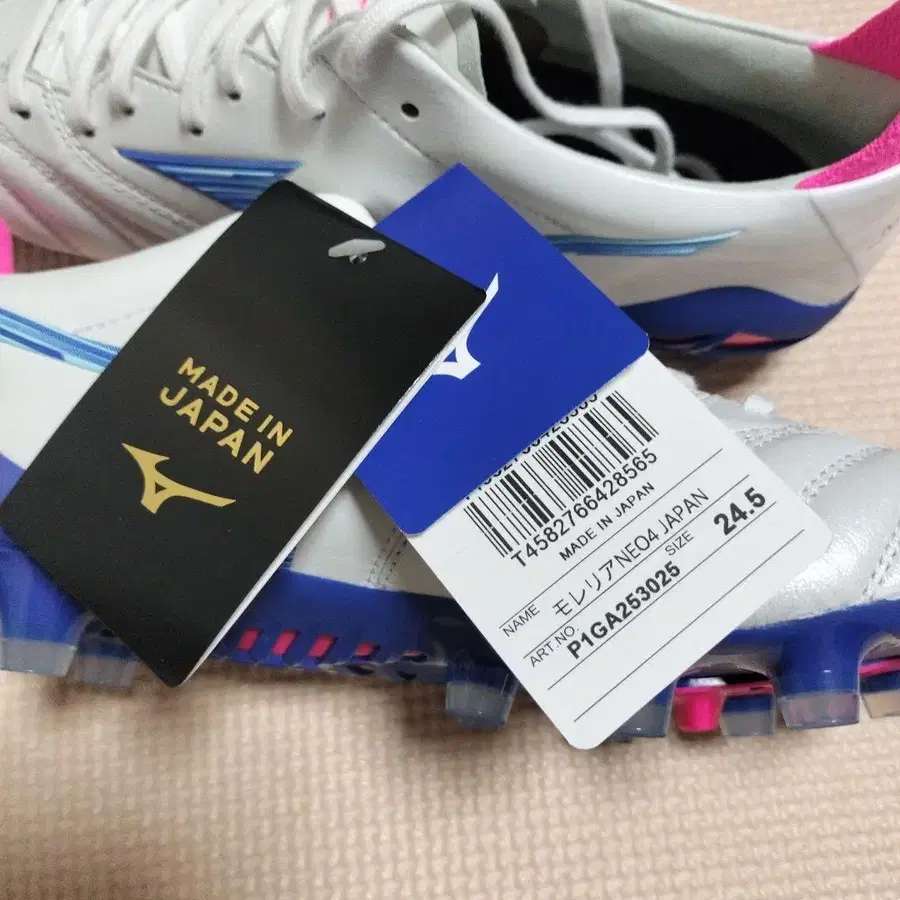 MADE IN
JAPAN
T4582766428565
MADE IN JAPAN
NAME モレリアNEO4 JAPAN
ART.NO. P1GA253025 SIZE 24.5